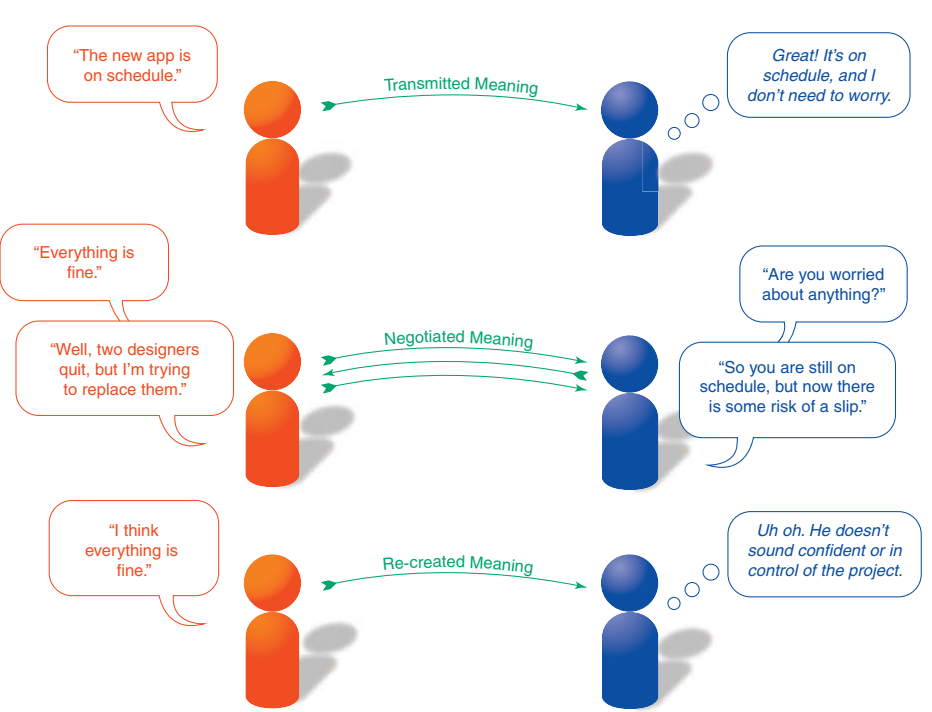 “The new app is
on schedule.”
Transmitted Meaning
Great! It’s on
schedule, and I
don’t need to worry.
“Everything is
fine.”
“Well, two designers
quit, but I’m trying
to replace them.”
Negotiated Meaning
“Are you worried
about anything?”
“So you are still on
schedule, but now there
is some risk of a slip.”
“I think
everything is
fine.”
Re-created Meaning
Uh oh. He doesn’t
sound confident or in
control of the project.